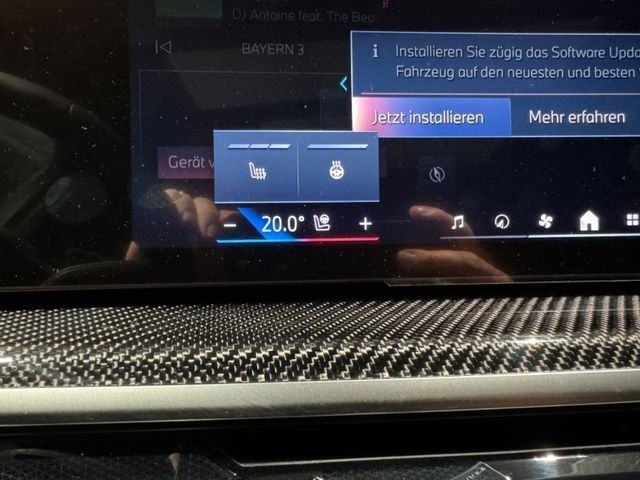 DJ Antoine feat. The Bea
BAYERN 3
i Installieren Sie zügig das Software Upda
Fahrzeug auf den neuesten und besten
Jetzt installieren
Mehr erfahren
Gerät v
- 20.0° +